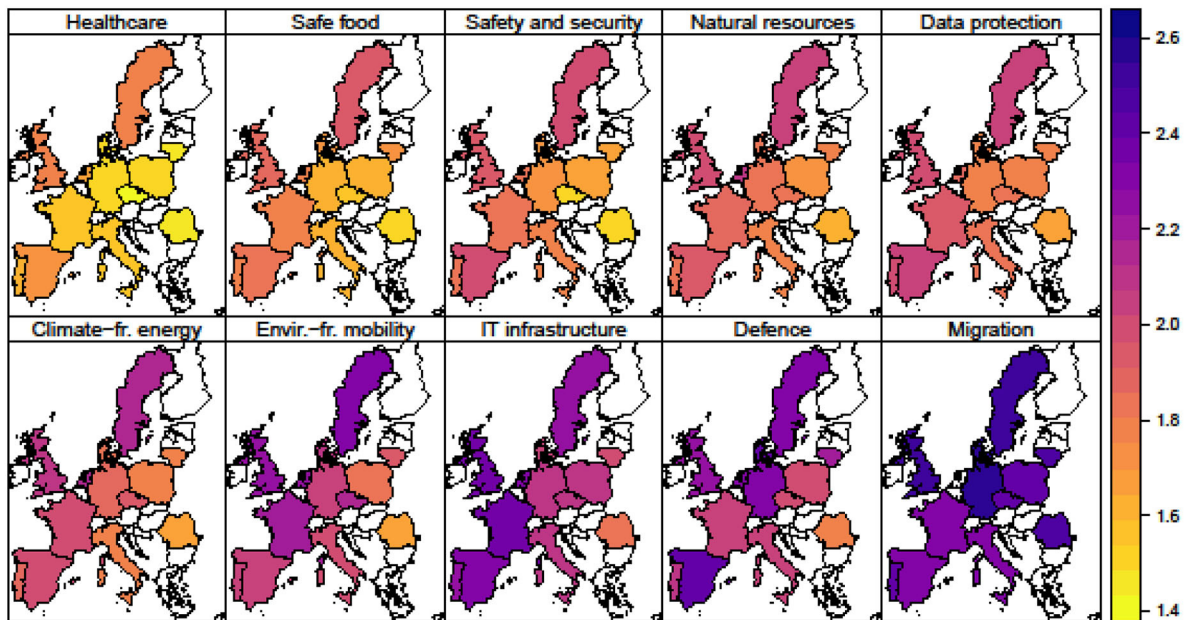 Healthcare
Safe food
Safety and security
Natural resources
Data protection
Climate−fr. energy
Envir.−fr. mobility
IT infrastructure
Defence
Migration
2.6
2.4
2.2
2.0
1.8
1.6
1.4